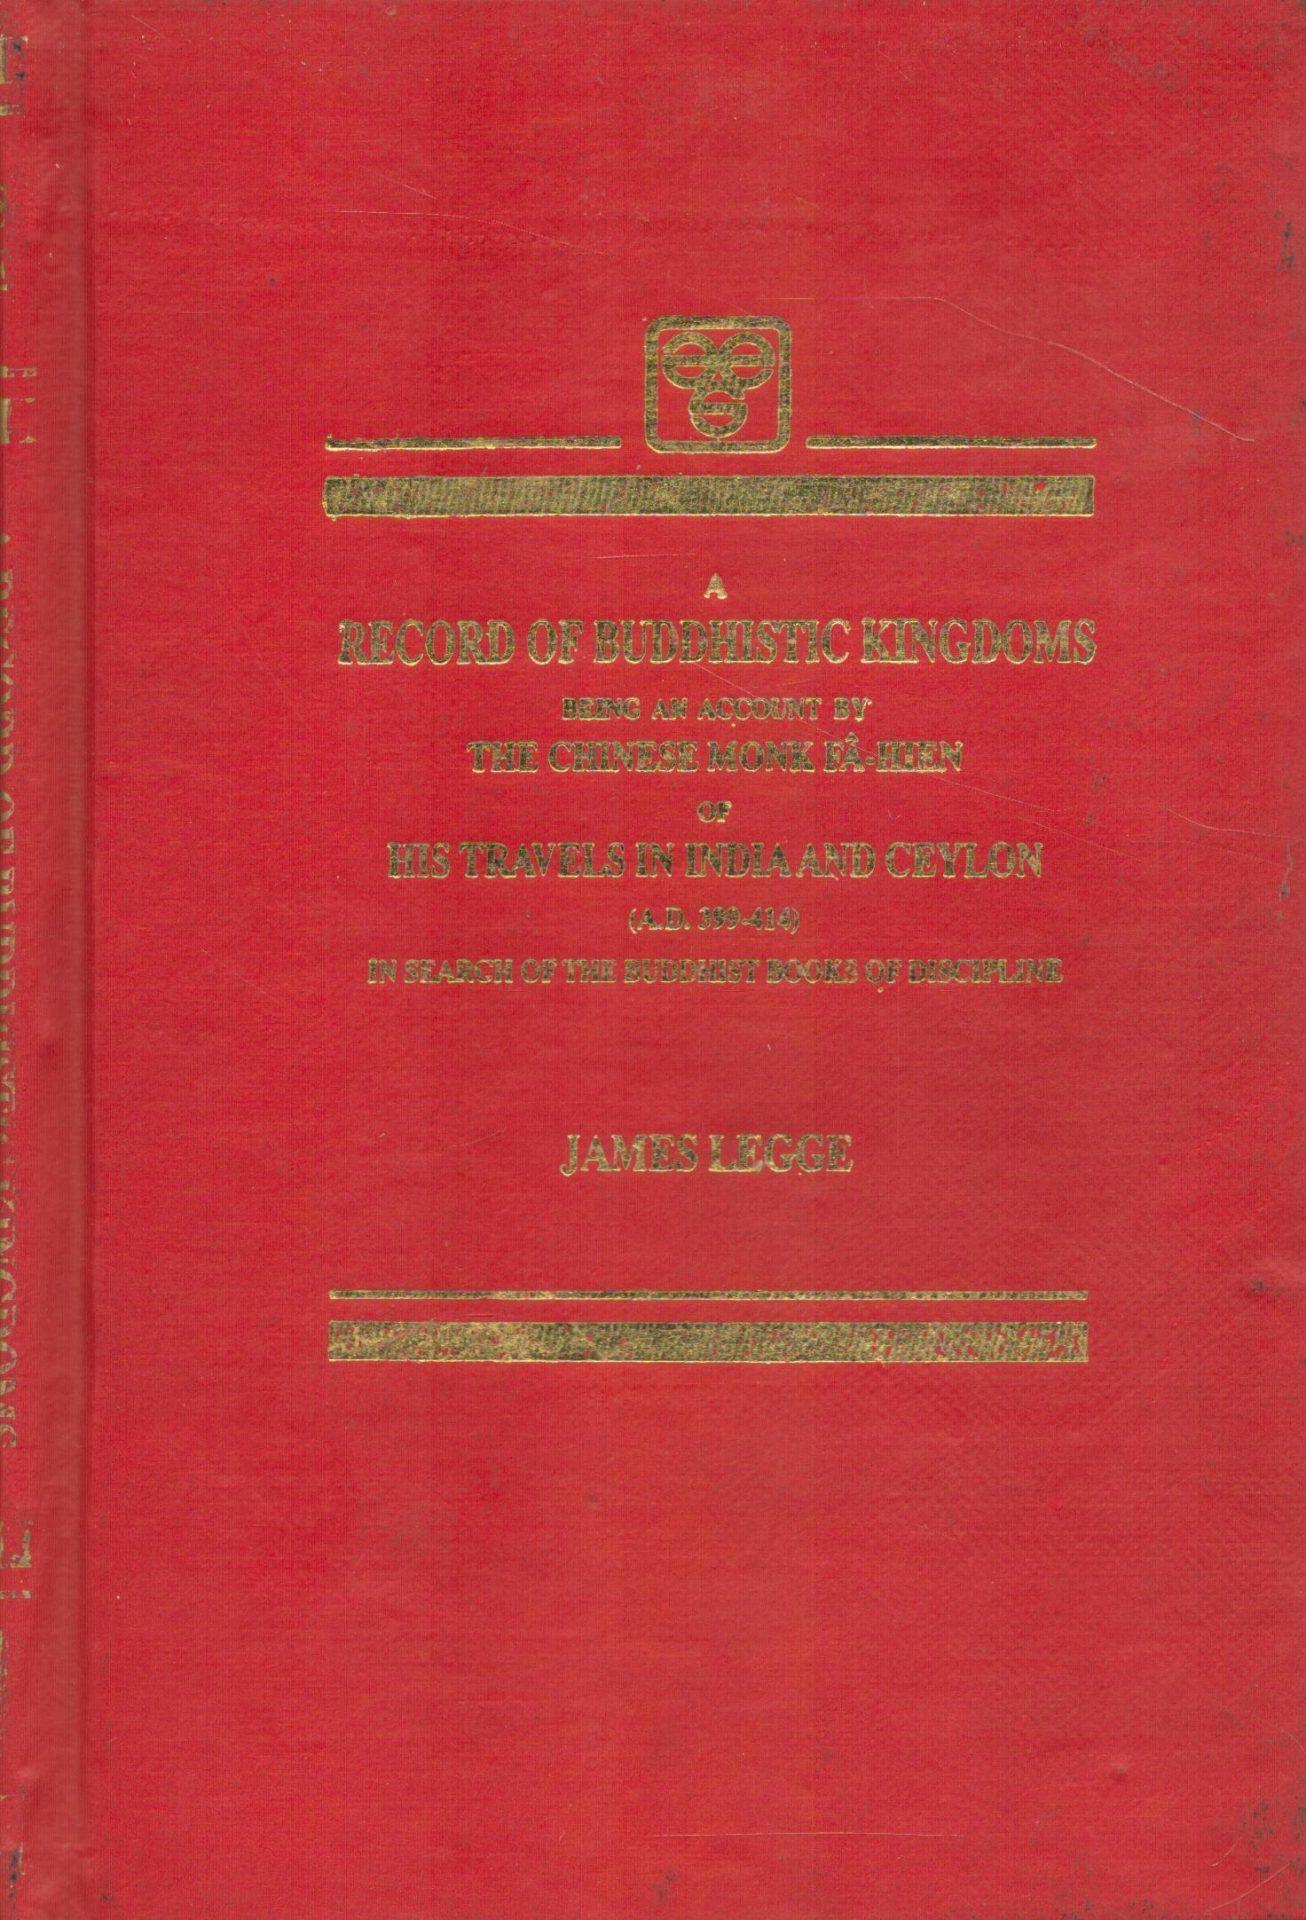 A
RECORD OF BUDDHISTIC KINGDOMS
BEING AN ACCOUNT BY
THE CHINESE MONK FÂ-HIEN
OF
HIS TRAVELS IN INDIA AND CEYLON
(A.D. 399-414)
IN SEARCH OF THE BUDDHIST BOOKS OF DISCIPLINE
JAMES LEGGE